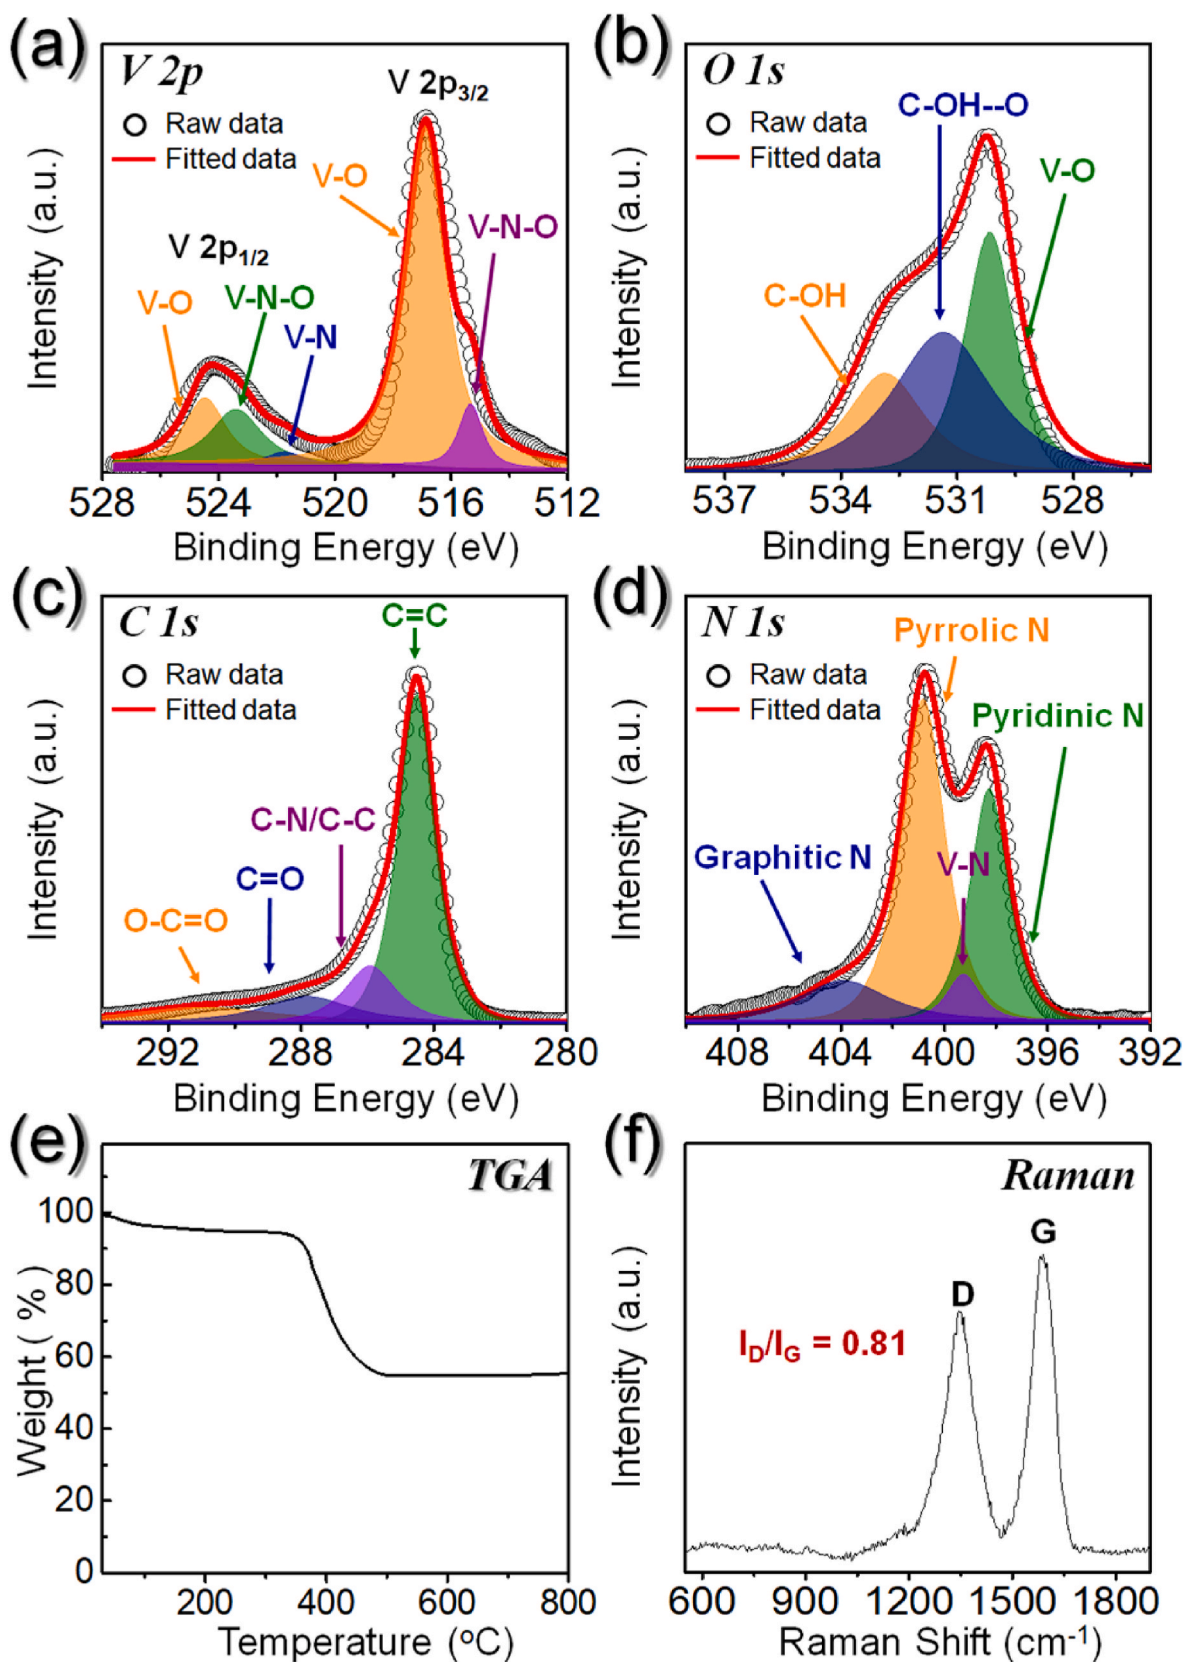 (a)
V 2p
V 2p3/2
Raw data
Fitted data
V-O
V-N-O
V 2p1/2
V-O
V-N-O
V-N
Intensity (a.u.)
528 524 520 516 512
Binding Energy (eV)
(b)
O 1s
C-OH--O
Raw data
Fitted data
V-O
C-OH
Intensity (a.u.)
537 534 531 528
Binding Energy (eV)
(c)
C 1s
C=C
Raw data
Fitted data
C-N/C-C
C=O
O-C=O
Intensity (a.u.)
292 288 284 280
Binding Energy (eV)
(d)
N 1s
Pyrrolic N
Raw data
Fitted data
Pyridinic N
Graphitic N
V-N
Intensity (a.u.)
408 404 400 396 392
Binding Energy (eV)
(e)
TGA
100
80
60
40
20
0
Weight ( %)
200 400 600 800
Temperature (oC)
(f)
Raman
G
D
ID/IG = 0.81
Intensity (a.u.)
600 900 1200 1500 1800
Raman Shift (cm-1)